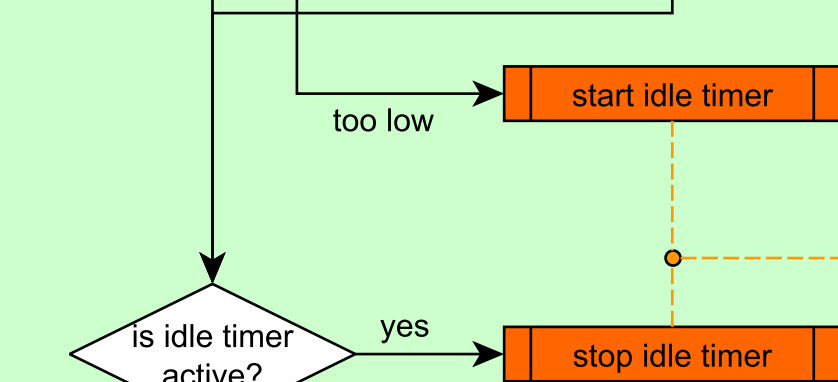 start idle timer
too low
yes
is idle timer
active?
stop idle timer